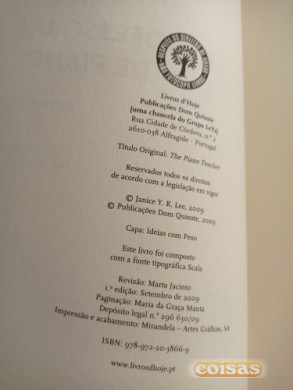 Livros d'Hoje
Publicações Dom Quixote
[uma chancela do Grupo LeYa]
Rua Cidade de Córdova, n.º 2
2610-038 Alfragide - Portugal
Título Original: The Piano Teacher
Reservados todos os direitos
de acordo com a legislação em vigor
© Janice Y. K. Lee, 2009
© Publicações Dom Quixote, 2009
Capa: Ideias com Peso
Este livro foi composto
com a fonte tipográfica Scala
Revisão: Marta Jacinto
1.ª edição: Setembro de 2009
Paginação: Maria da Graça Manta
Depósito legal n.º 296 630/09
Impressão e acabamento: Mirandela – Artes Gráficas, SA
ISBN: 978-972-20-3866-9
www.livrosdhoje.pt
coisas